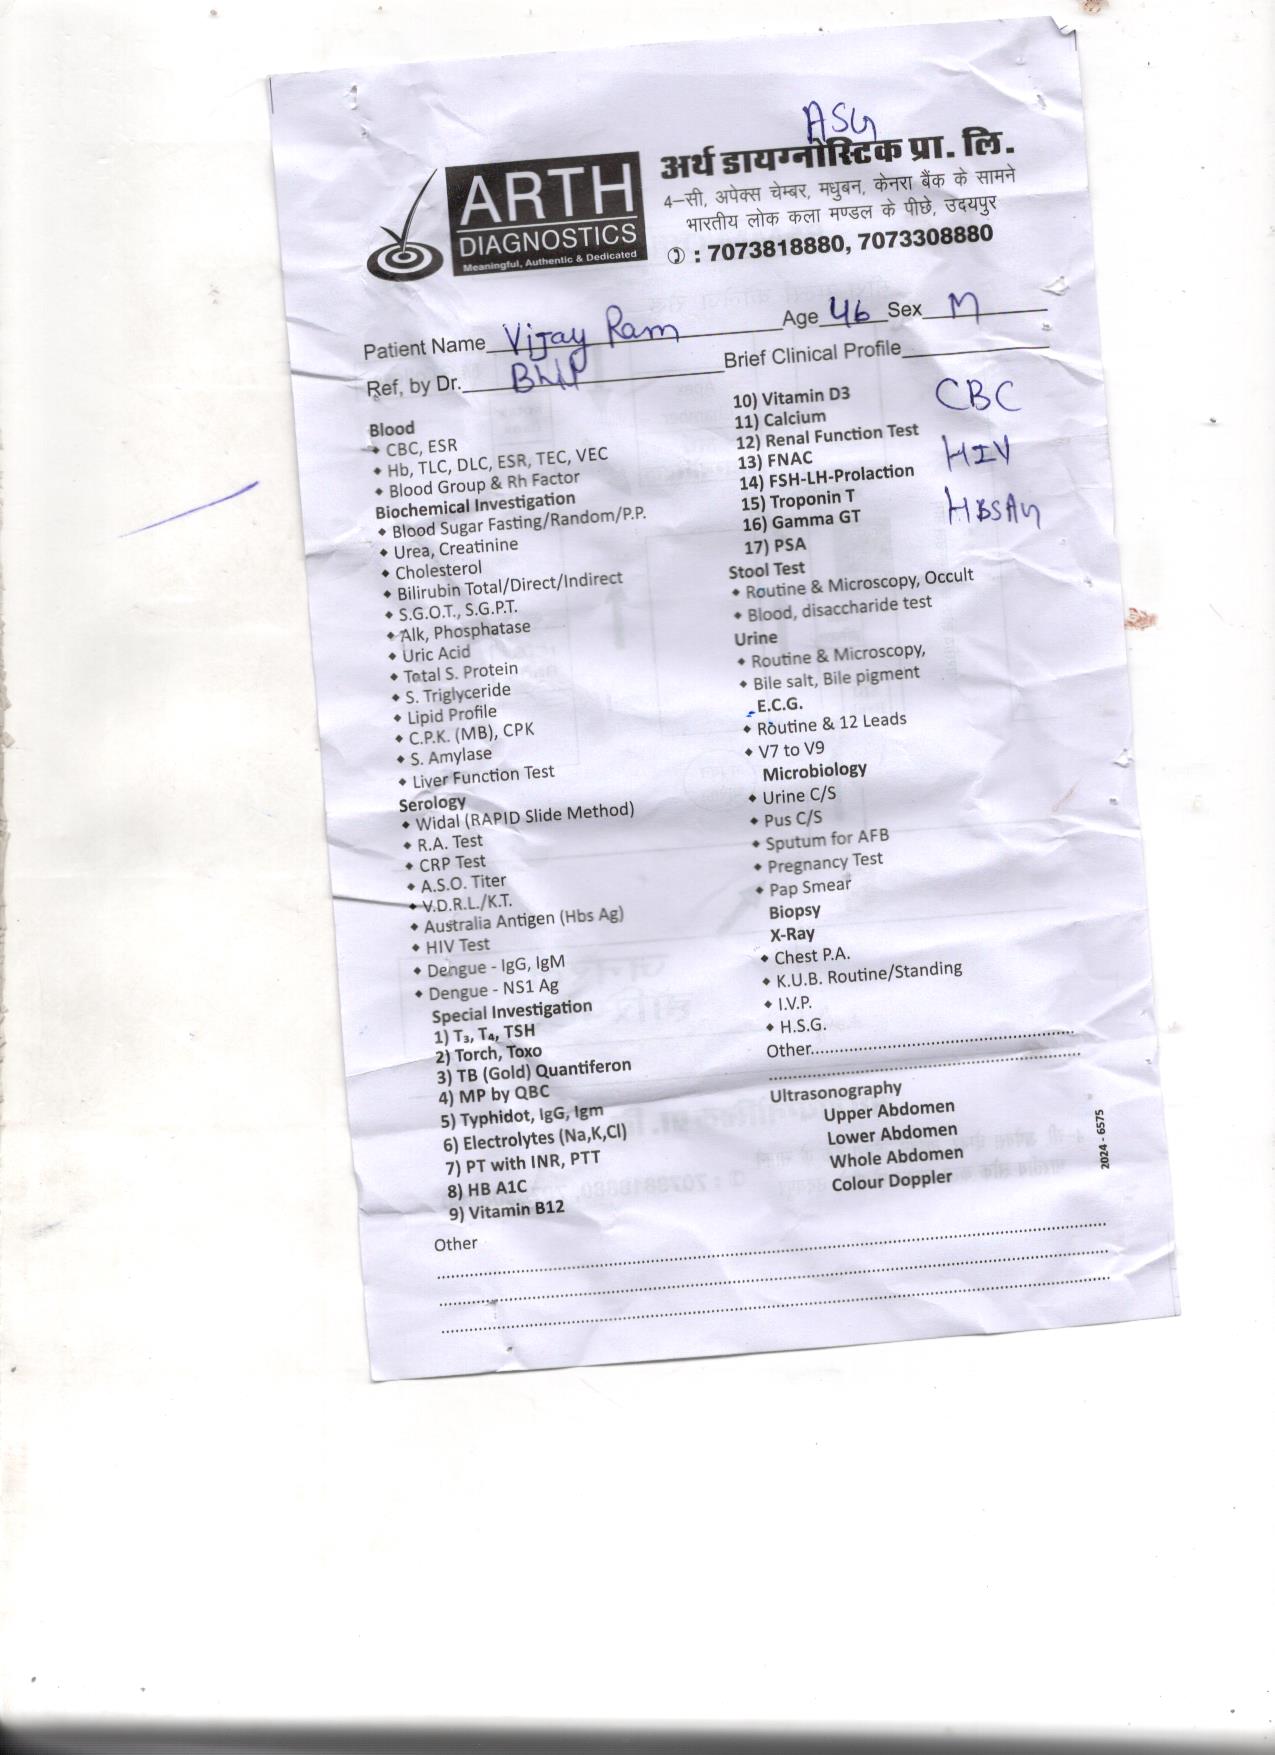 ASG
ARTH
DIAGNOSTICS
Meaningful, Authentic & Dedicated
अर्थ डायग्नोस्टिक प्रा. लि.
4–सी, अपेक्स चेम्बर, मधुबन, केनरा बैंक के सामने
भारतीय लोक कला मण्डल के पीछे, उदयपुर
: 7073818880, 7073308880
Patient Name Vijay Ram Age 46 Sex M
Ref, by Dr. Brief Clinical Profile
Blood
CBC, ESR
Hb, TLC, DLC, ESR, TEC, VEC
Blood Group & Rh Factor
Biochemical Investigation
Blood Sugar Fasting/Random/P.P.
Urea, Creatinine
Cholesterol
Bilirubin Total/Direct/Indirect
S.G.O.T., S.G.P.T.
Alk, Phosphatase
Uric Acid
Total S. Protein
S. Triglyceride
Lipid Profile
C.P.K. (MB), CPK
S. Amylase
Liver Function Test
Serology
Widal (RAPID Slide Method)
R.A. Test
CRP Test
A.S.O. Titer
V.D.R.L./K.T.
Australia Antigen (Hbs Ag)
HIV Test
Dengue - IgG, IgM
Dengue - NS1 Ag
Special Investigation
1) T₃, T₄, TSH
2) Torch, Toxo
3) TB (Gold) Quantiferon
4) MP by QBC
5) Typhidot, IgG, Igm
6) Electrolytes (Na,K,Cl)
7) PT with INR, PTT
8) HB A1C
9) Vitamin B12
10) Vitamin D3
11) Calcium
12) Renal Function Test
13) FNAC
14) FSH-LH-Prolaction
15) Troponin T
16) Gamma GT
17) PSA
CBC
HIV
HBSAg
Stool Test
Routine & Microscopy, Occult
Blood, disaccharide test
Urine
Routine & Microscopy,
Bile salt, Bile pigment
E.C.G.
Routine & 12 Leads
V7 to V9
Microbiology
Urine C/S
Pus C/S
Sputum for AFB
Pregnancy Test
Pap Smear
Biopsy
X-Ray
Chest P.A.
K.U.B. Routine/Standing
I.V.P.
H.S.G.
Other
Ultrasonography
Upper Abdomen
Lower Abdomen
Whole Abdomen
Colour Doppler
2024 - 6575
Other